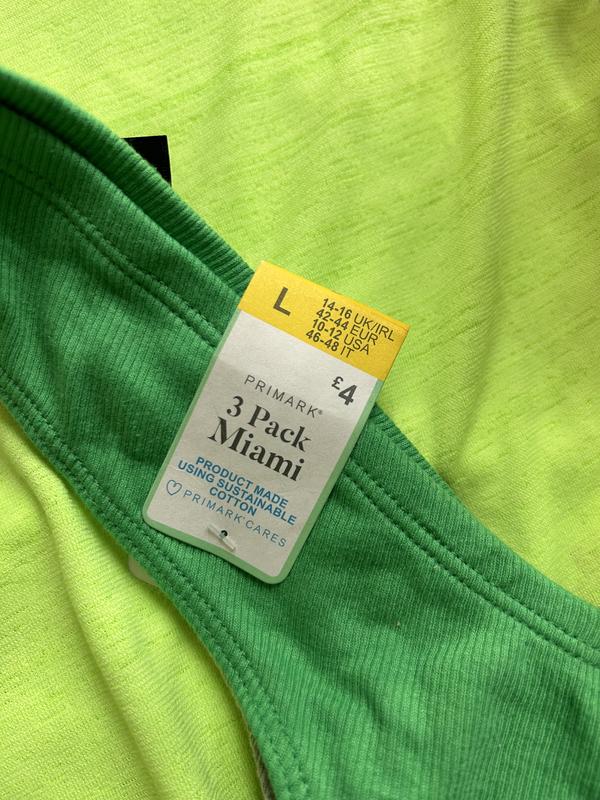 L
14-16 UK/IRL
42-44 EUR
10-12 USA
46-48 IT
£4
PRIMARK®
3 Pack
Miami
PRODUCT MADE
USING SUSTAINABLE
COTTON
PRIMARK®CARES